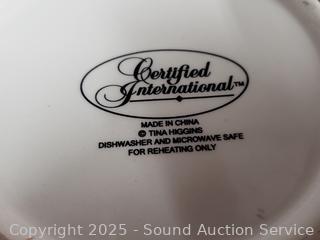 Certified
International™
MADE IN CHINA
© TINA HIGGINS
DISHWASHER AND MICROWAVE SAFE
FOR REHEATING ONLY
Copyright 2025 - Sound Auction Service